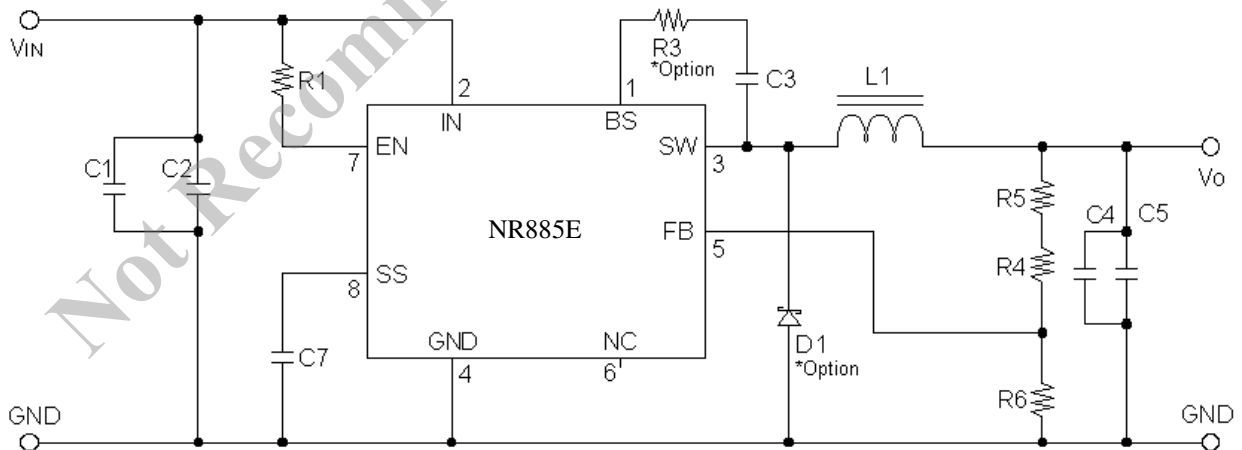 VIN
R1
R3
*Option
C3
L1
2
1
IN
BS
EN
7
SW
3
Vo
C1
C2
NR885E
FB
5
R5
C4
C5
R4
SS
8
GND
4
NC
6
C7
D1
*Option
R6
GND
GND
Not Recomm